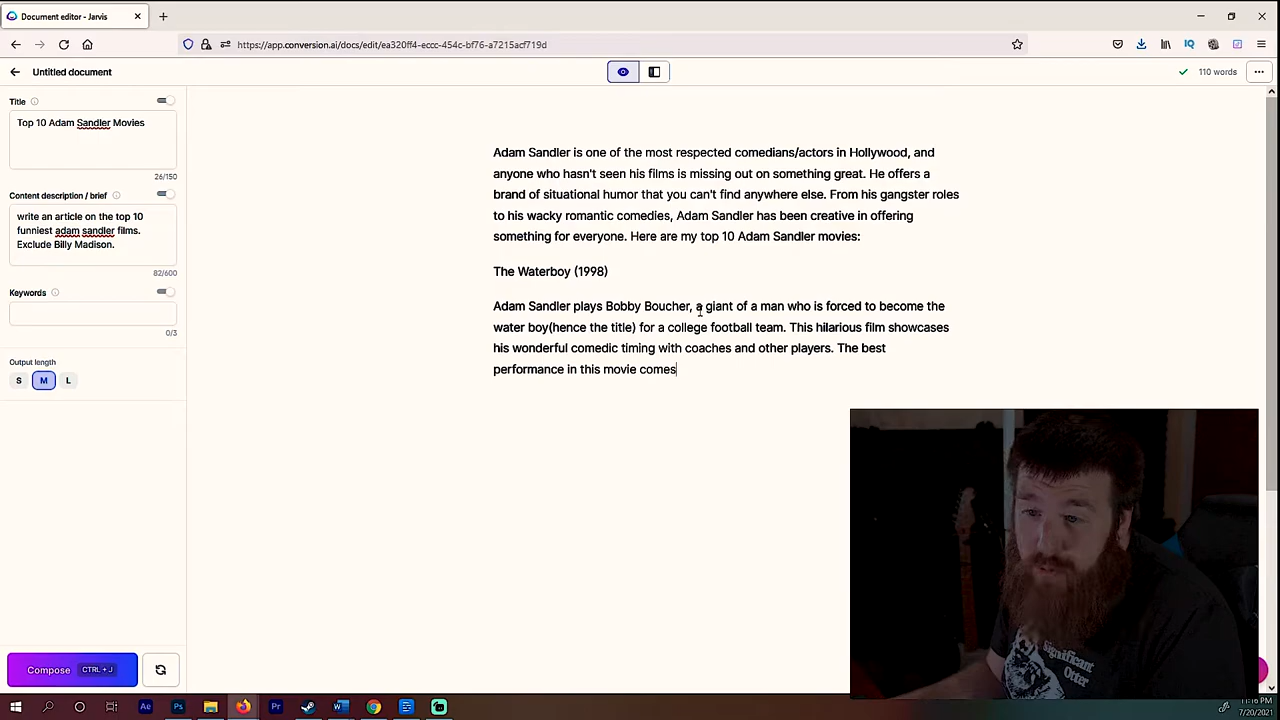 Document editor - Jarvis
https://app.conversion.ai/docs/edit/ea320ff4-eccc-454c-bf76-a7215acf719d
Untitled document
110 words
Title
Top 10 Adam Sandler Movies
26/150
Content description / brief
write an article on the top 10
funniest adam sandler films.
Exclude Billy Madison.
82/600
Keywords
0/3
Output length
S M L
Compose CTRL + J
Adam Sandler is one of the most respected comedians/actors in Hollywood, and
anyone who hasn't seen his films is missing out on something great. He offers a
brand of situational humor that you can't find anywhere else. From his gangster roles
to his wacky romantic comedies, Adam Sandler has been creative in offering
something for everyone. Here are my top 10 Adam Sandler movies:
The Waterboy (1998)
Adam Sandler plays Bobby Boucher, a giant of a man who is forced to become the
water boy(hence the title) for a college football team. This hilarious film showcases
his wonderful comedic timing with coaches and other players. The best
performance in this movie comes
Significant
Otter
Ae Ps Pr
11:16 PM
7/20/2021